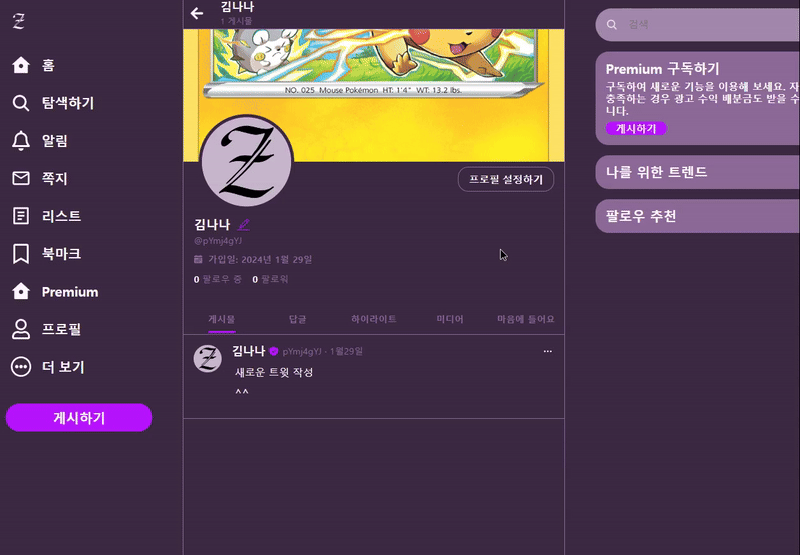 Z
홈
탐색하기
알림
쪽지
리스트
북마크
Premium
프로필
더 보기
게시하기
김나나
1 게시물
NO. 025 Mouse Pokémon HT: 1'4" WT: 13.2 lbs.
Z
프로필 설정하기
김나나
@pYmj4gYJ
가입일: 2024년 1월 29일
0 팔로우 중 0 팔로워
게시물 답글 하이라이트 미디어 마음에 들어요
Z
김나나 pYmj4gYJ · 1월29일
새로운 트윗 작성
^^
검색
Premium 구독하기
구독하여 새로운 기능을 이용해 보세요. 자
충족하는 경우 광고 수익 배분금도 받을 수
니다.
게시하기
나를 위한 트렌드
팔로우 추천